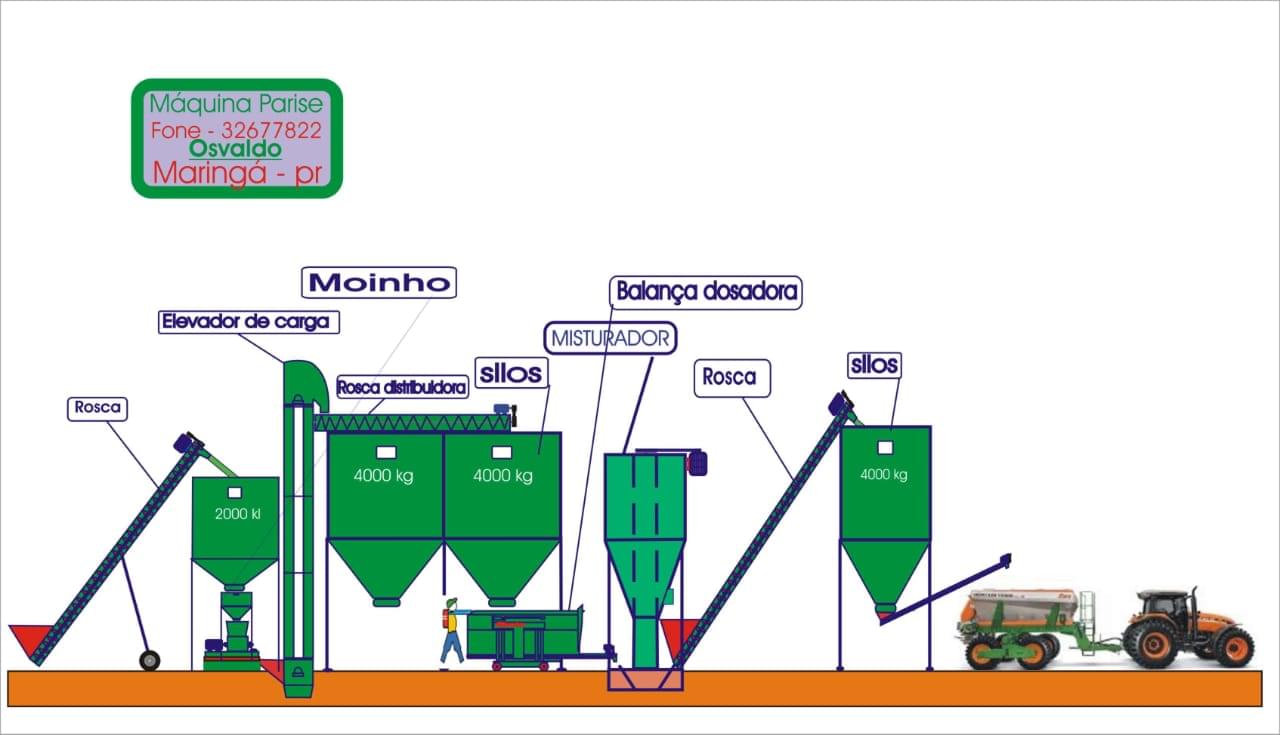 Máquina Parise
Fone - 32677822
Osvaldo
Maringá - pr
Moinho
Balança dosadora
Elevador de carga
MISTURADOR
sIlos
Rosca distribuidora
Rosca
sIlos
Rosca
4000 kg
4000 kg
4000 kg
2000 kl